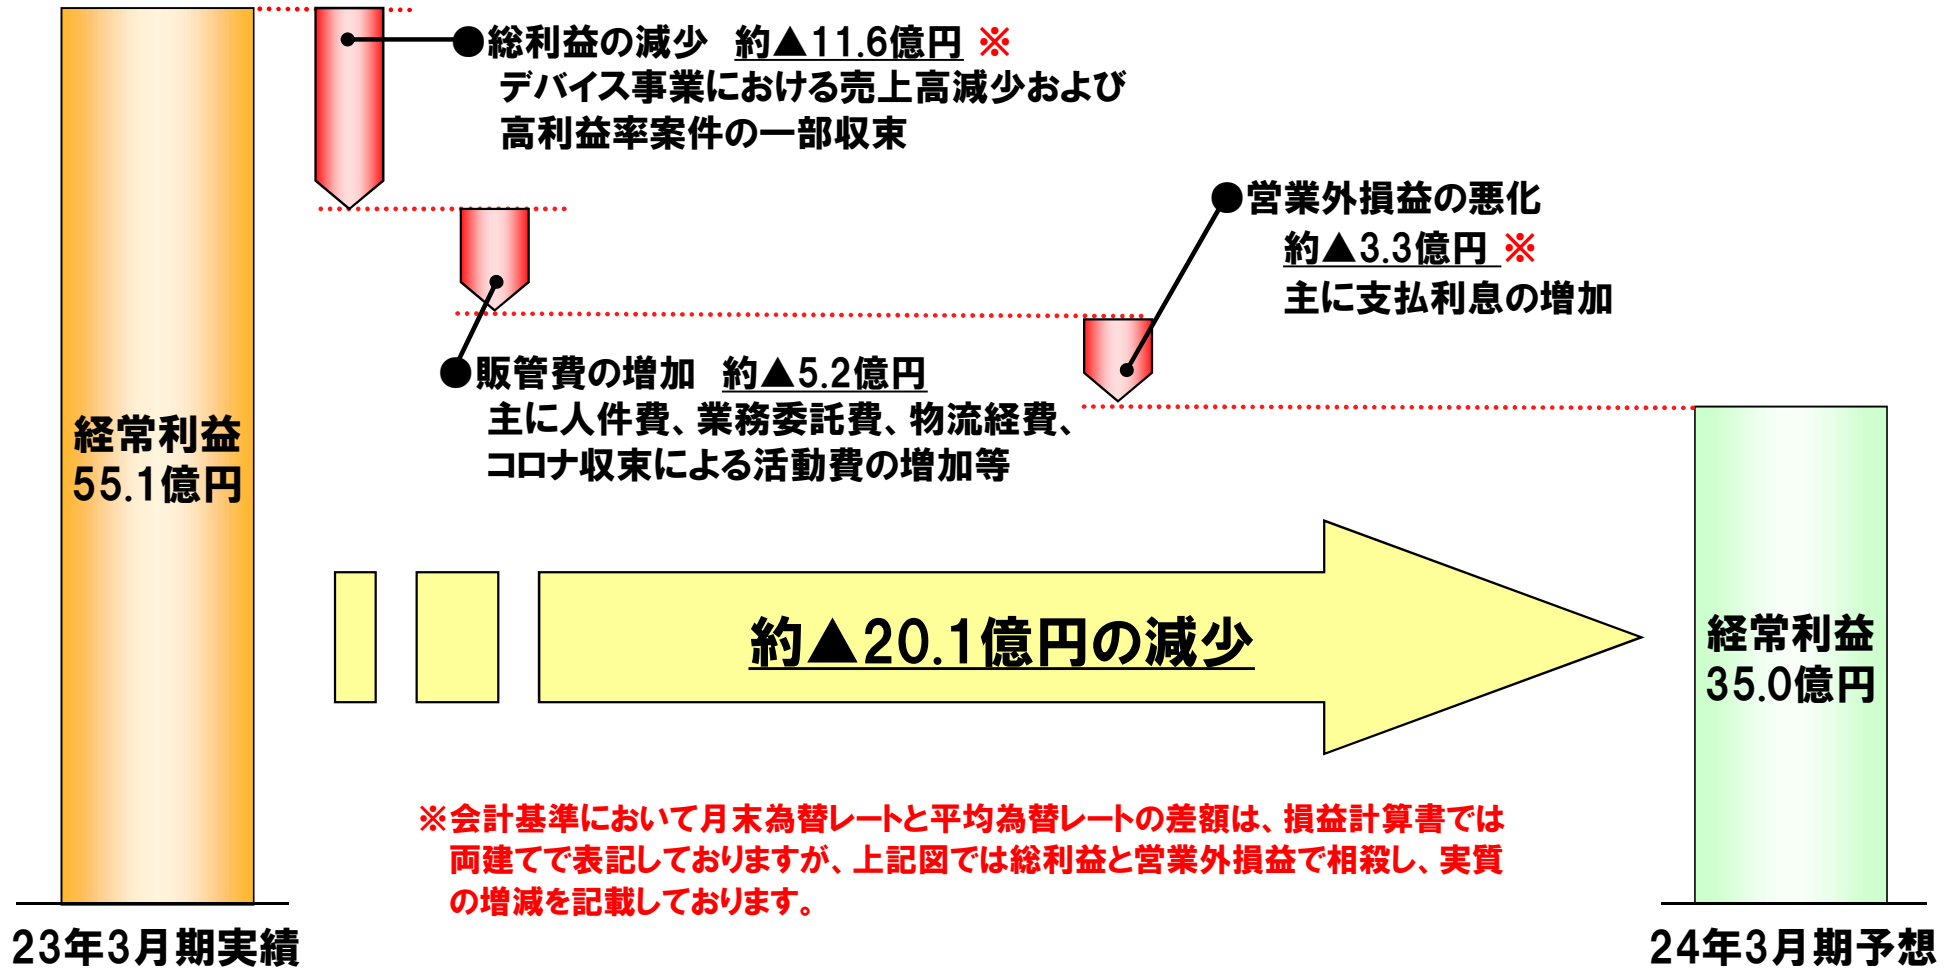 ●総利益の減少 約▲11.6億円 ※
デバイス事業における売上高減少および
高利益率案件の一部収束
●営業外損益の悪化
約▲3.3億円 ※
主に支払利息の増加
●販管費の増加 約▲5.2億円
主に人件費、業務委託費、物流経費、
コロナ収束による活動費の増加等
経常利益
55.1億円
約▲20.1億円の減少
経常利益
35.0億円
※会計基準において月末為替レートと平均為替レートの差額は、損益計算書では
両建てで表記しておりますが、上記図では総利益と営業外損益で相殺し、実質
の増減を記載しております。
23年3月期実績
24年3月期予想